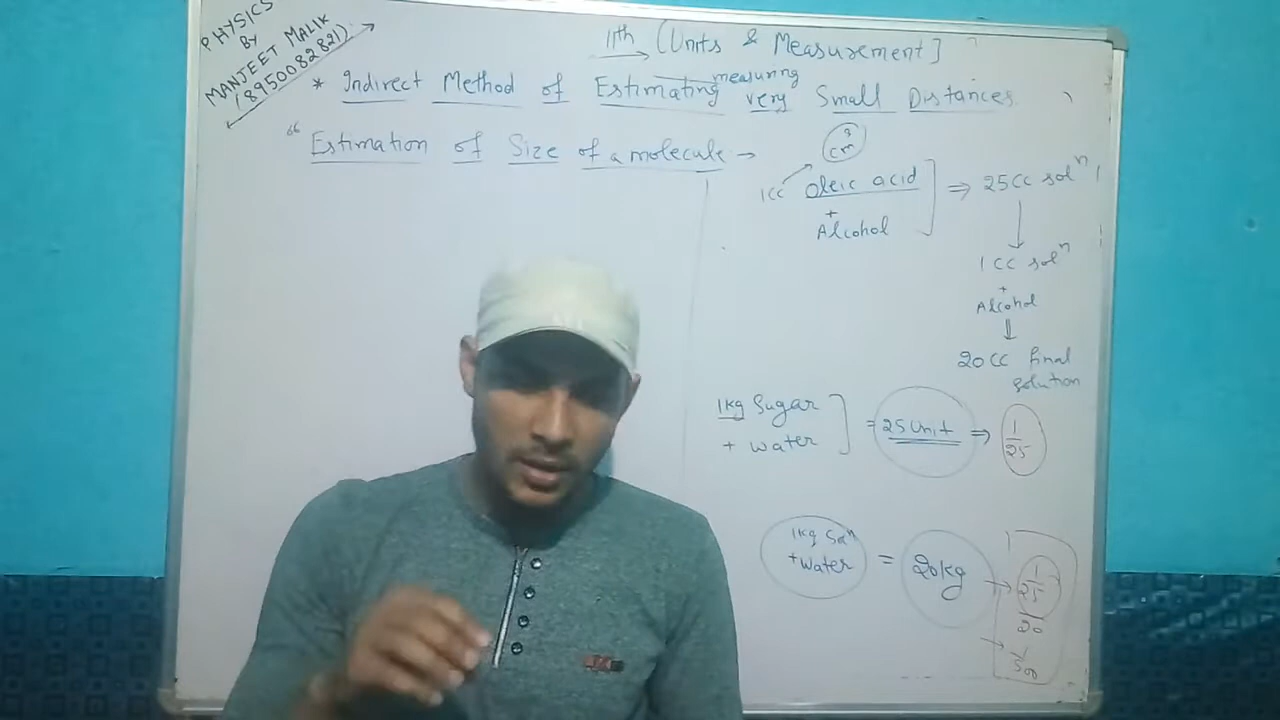 PHYSICS
BY
MANJEET MALIK
(8950082821)
11th (Units & Measurement]
* Indirect Method of Estimating measuring very Small Distances
“ Estimation of Size of a molecule →
cm³
1cc Oleic acid ] ⇒ 25cc solⁿ
+
Alcohol
1cc solⁿ
+
Alcohol
⇓
20cc final
solution
1kg Sugar
+ water ] = 25 Unit ⇒ 1/25
1kg Solⁿ
+ Water = 20kg → 1/25
20
→ 1/500